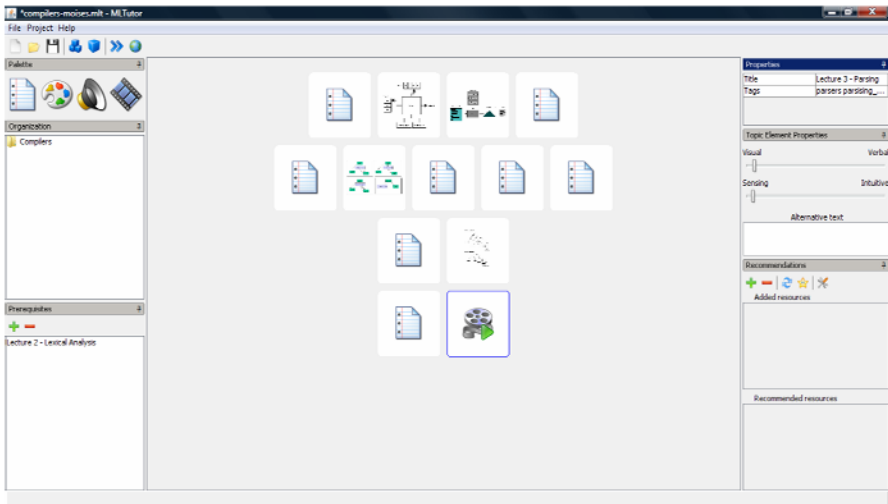 *compilers-moises.mlt - MLTutor
File Project Help
Palette
Organization
Compilers
Prerequisites
Lecture 2 - Lexical Analysis
Properties
Title Lecture 3 - Parsing
Tags parsers parsising_...
Topic Element Properties
Visual Verbal
Sensing Intuitive
Alternative text
Recommendations
Added resources
Recommended resources